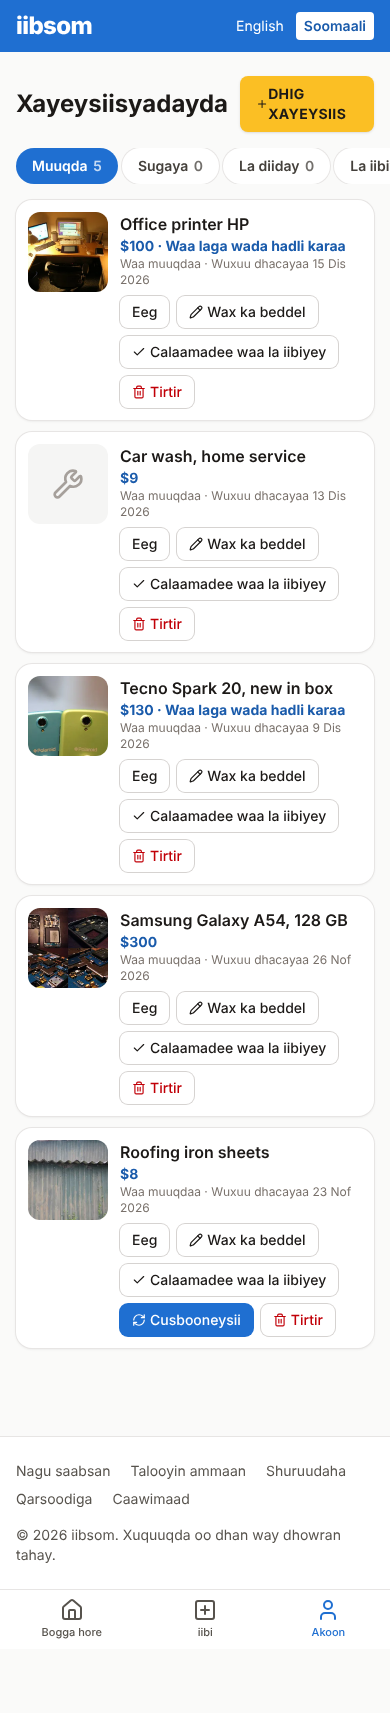 iibsom
English
Soomaali
Xayeysiisyadayda
DHIG
XAYEYSIIS
Muuqda 5
Sugaya 0
La diiday 0
La iibi
Office printer HP
$100 · Waa laga wada hadli karaa
Waa muuqdaa · Wuxuu dhacayaa 15 Dis
2026
Eeg
Wax ka beddel
Calaamadee waa la iibiyey
Tirtir
Car wash, home service
$9
Waa muuqdaa · Wuxuu dhacayaa 13 Dis
2026
Eeg
Wax ka beddel
Calaamadee waa la iibiyey
Tirtir
Tecno Spark 20, new in box
$130 · Waa laga wada hadli karaa
Waa muuqdaa · Wuxuu dhacayaa 9 Dis
2026
Eeg
Wax ka beddel
Calaamadee waa la iibiyey
Tirtir
Samsung Galaxy A54, 128 GB
$300
Waa muuqdaa · Wuxuu dhacayaa 26 Nof
2026
Eeg
Wax ka beddel
Calaamadee waa la iibiyey
Tirtir
Roofing iron sheets
$8
Waa muuqdaa · Wuxuu dhacayaa 23 Nof
2026
Eeg
Wax ka beddel
Calaamadee waa la iibiyey
Cusbooneysii
Tirtir
Nagu saabsan
Talooyin ammaan
Shuruudaha
Qarsoodiga
Caawimaad
© 2026 iibsom. Xuquuqda oo dhan way dhowran
tahay.
Bogga hore
iibi
Akoon